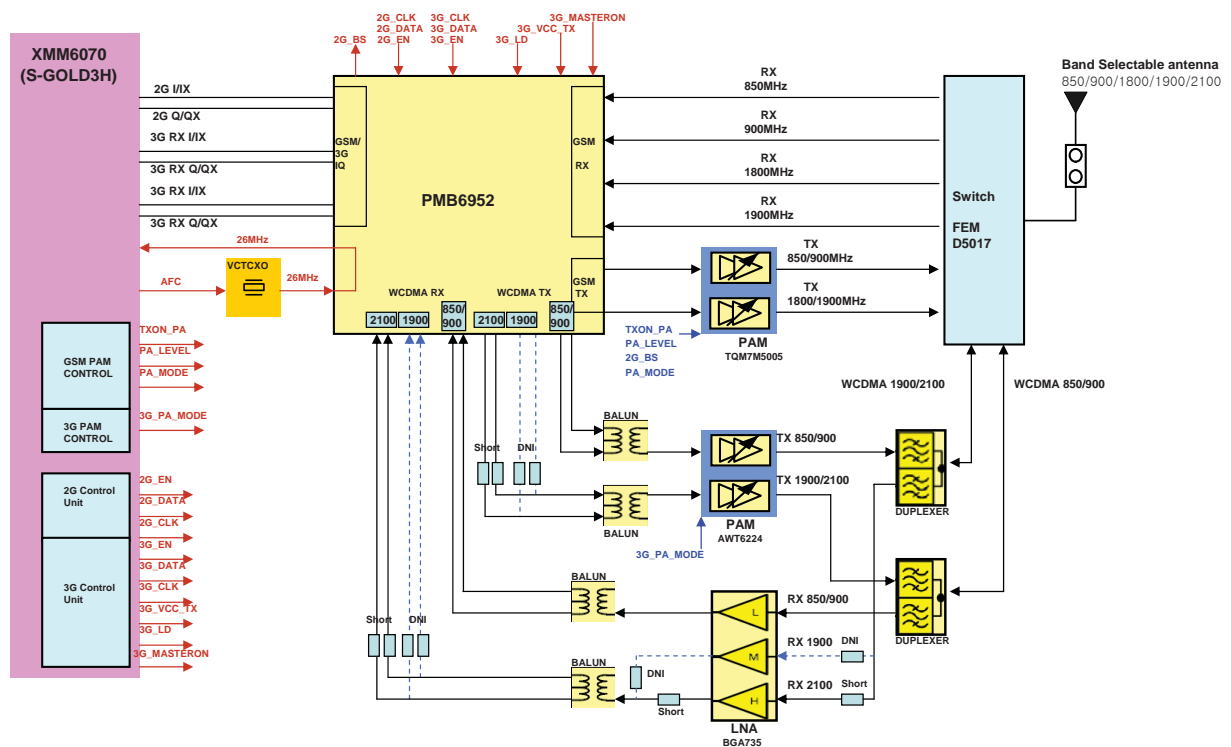 XMM6070
(S-GOLD3H)
2G_BS
2G_CLK
2G_DATA
2G_EN
3G_CLK
3G_DATA
3G_EN
3G_LD
3G_VCC_TX
3G_MASTERON
2G I/IX
2G Q/QX
3G RX I/IX
3G RX Q/QX
3G RX I/IX
3G RX Q/QX
GSM/
3G
IQ
PMB6952
GSM
RX
RX
850MHz
RX
900MHz
RX
1800MHz
RX
1900MHz
Switch
FEM
D5017
Band Selectable antenna
850/900/1800/1900/2100
26MHz
VCTCXO
AFC
26MHz
WCDMA RX
2100
1900
850/
900
WCDMA TX
2100
1900
850/
900
GSM
TX
TX
850/900MHz
TX
1800/1900MHz
TXON_PA
PA_LEVEL
2G_BS
PA_MODE
PAM
TQM7M5005
GSM PAM
CONTROL
TXON_PA
PA_LEVEL
PA_MODE
3G PAM
CONTROL
3G_PA_MODE
WCDMA 1900/2100
WCDMA 850/900
2G Control
Unit
2G_EN
2G_DATA
2G_CLK
3G Control
Unit
3G_EN
3G_DATA
3G_CLK
3G_VCC_TX
3G_LD
3G_MASTERON
Short
DNI
BALUN
BALUN
TX 850/900
TX 1900/2100
PAM
AWT6224
3G_PA_MODE
DUPLEXER
DUPLEXER
Short
DNI
BALUN
BALUN
RX 850/900
L
RX 1900
M
DNI
DNI
RX 2100
H
Short
Short
LNA
BGA735